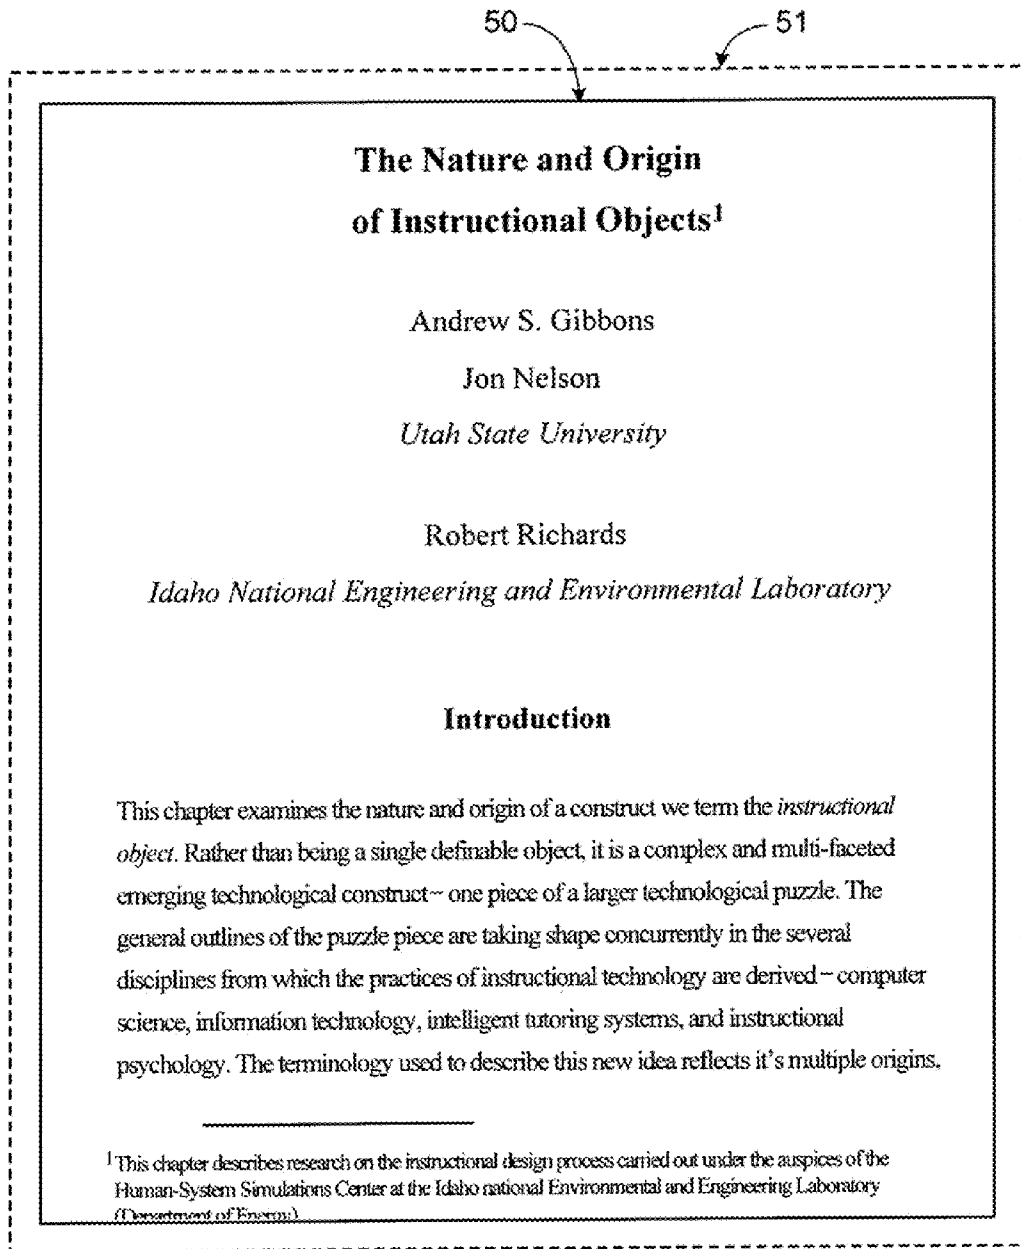 50 51
The Nature and Origin
of Instructional Objects¹
Andrew S. Gibbons
Jon Nelson
Utah State University
Robert Richards
Idaho National Engineering and Environmental Laboratory
Introduction
This chapter examines the nature and origin of a construct we term the instructional
object. Rather than being a single definable object, it is a complex and multi-faceted
emerging technological construct– one piece of a larger technological puzzle. The
general outlines of the puzzle piece are taking shape concurrently in the several
disciplines from which the practices of instructional technology are derived – computer
science, information technology, intelligent tutoring systems, and instructional
psychology. The terminology used to describe this new idea reflects it's multiple origins,
¹ This chapter describes research on the instructional design process carried out under the auspices of the
Human-System Simulations Center at the Idaho national Environmental and Engineering Laboratory
(Department of Energy)